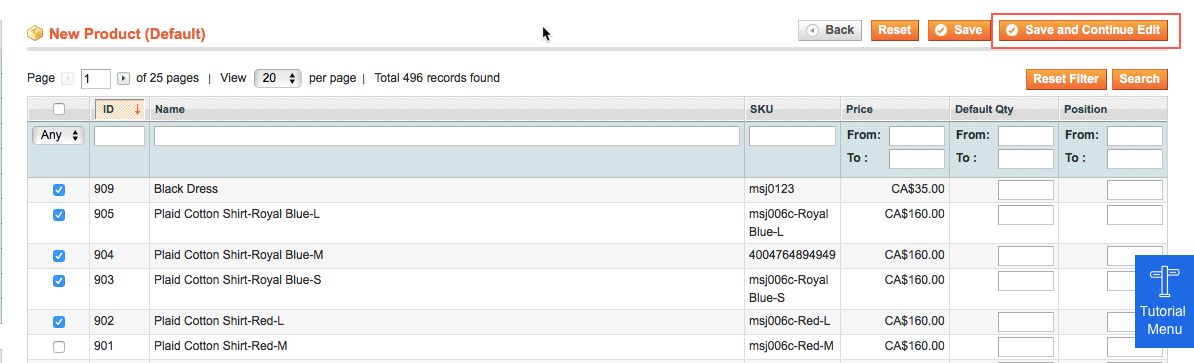 New Product (Default) Back Reset Save Save and Continue Edit
Page 1 of 25 pages | View 20 per page | Total 496 records found Reset Filter Search
ID Name SKU Price Default Qty Position
Any From: From: From:
To : To : To :
909 Black Dress msj0123 CA$35.00
905 Plaid Cotton Shirt-Royal Blue-L msj006c-Royal CA$160.00
Blue-L
904 Plaid Cotton Shirt-Royal Blue-M 4004764894949 CA$160.00
903 Plaid Cotton Shirt-Royal Blue-S msj006c-Royal CA$160.00
Blue-S
902 Plaid Cotton Shirt-Red-L msj006c-Red-L CA$160.00
901 Plaid Cotton Shirt-Red-M msj006c-Red-M CA$160.00
Tutorial
Menu